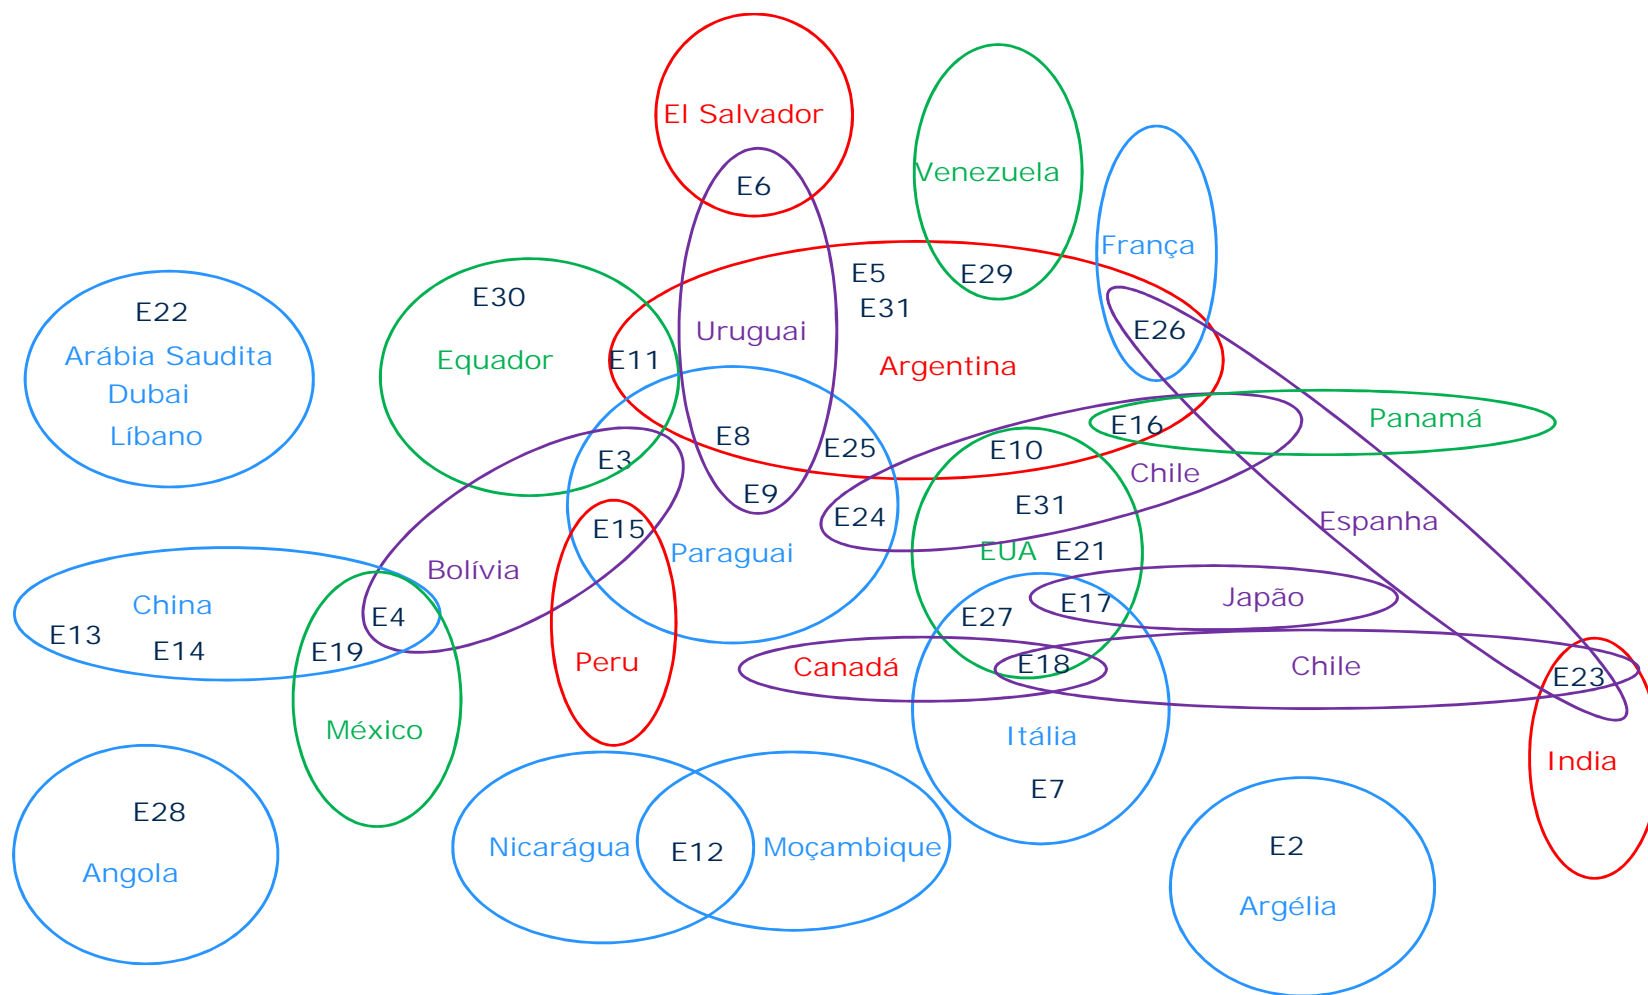 El Salvador
Venezuela
E6
França
E5
E29
E22
E30
E31
E26
Uruguai
Arábia Saudita
Equador
E11
Argentina
Dubai
Panamá
E16
Líbano
E8
E25
E10
E3
Chile
E9
E31
E24
Espanha
E15
Paraguai
EUA
E21
Bolívia
China
E17
Japão
E4
E27
E13
E14
E19
Peru
Canadá
E18
Chile
E23
México
Itália
India
E7
E28
Nicarágua
E12
Moçambique
E2
Angola
Argélia